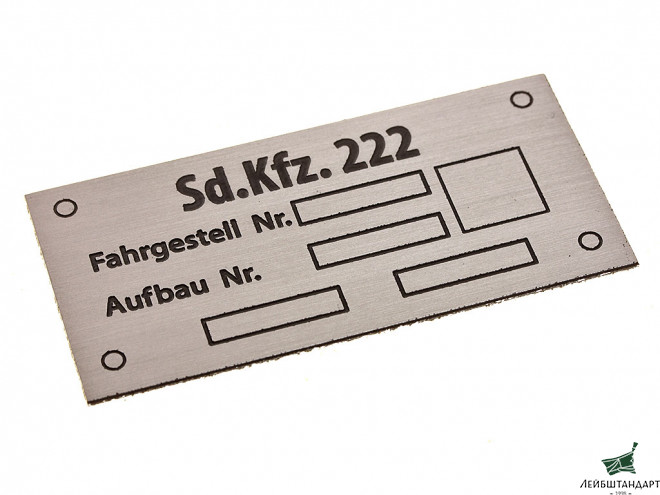 Sd.Kfz. 222
Fahrgestell Nr.
Aufbau Nr.
ЛЕЙБШТАНДАРТ
1998